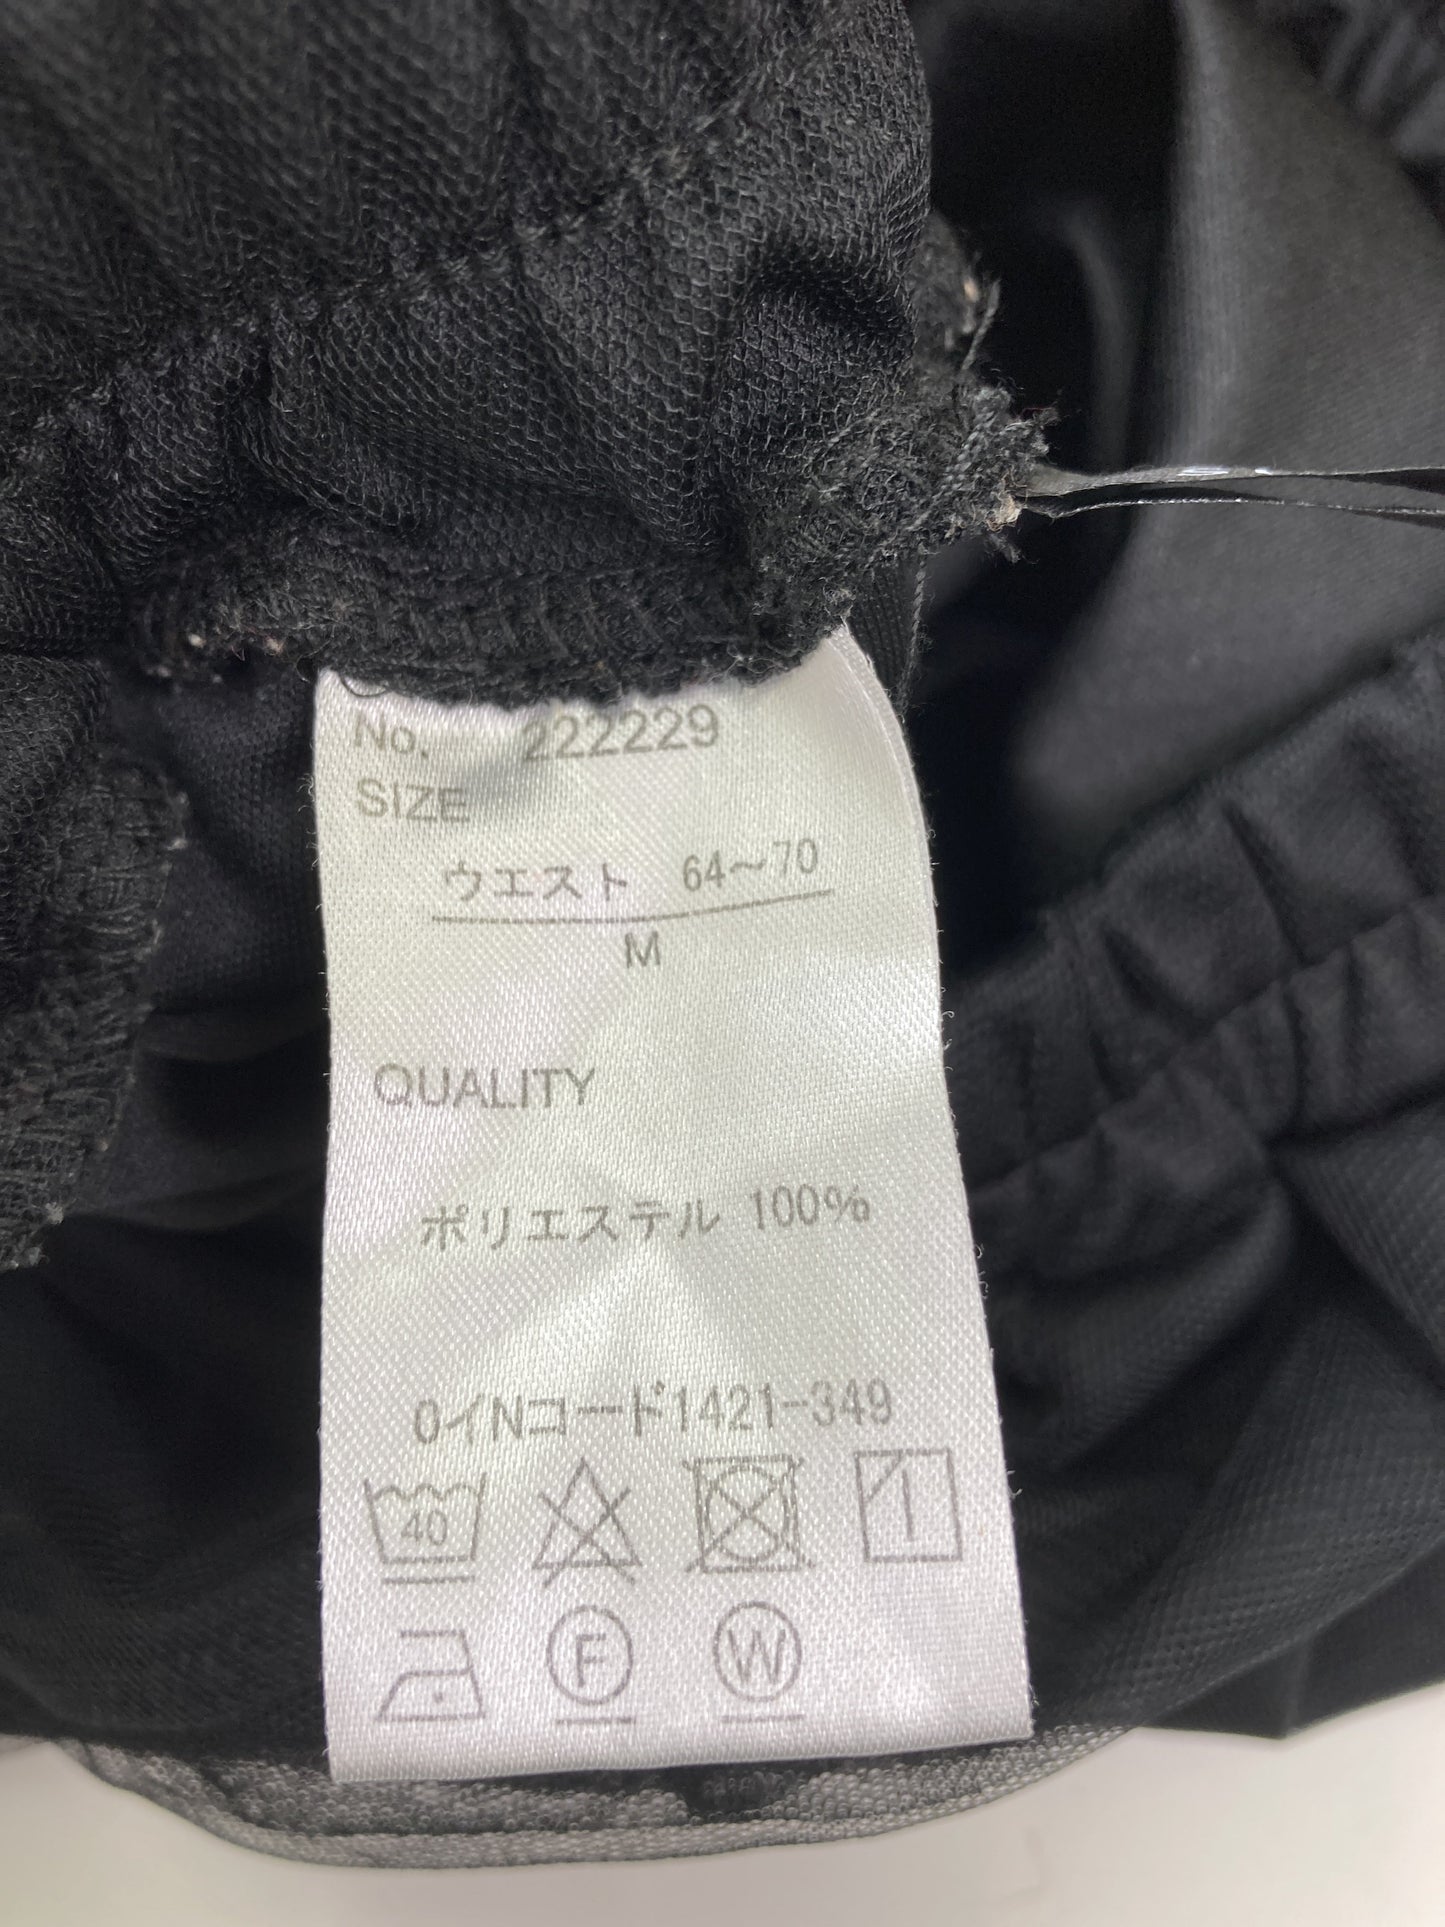 No. 222229
SIZE
ウエスト 64～70
M
QUALITY
ポリエステル 100%
0イNコード1421-349
40
F W